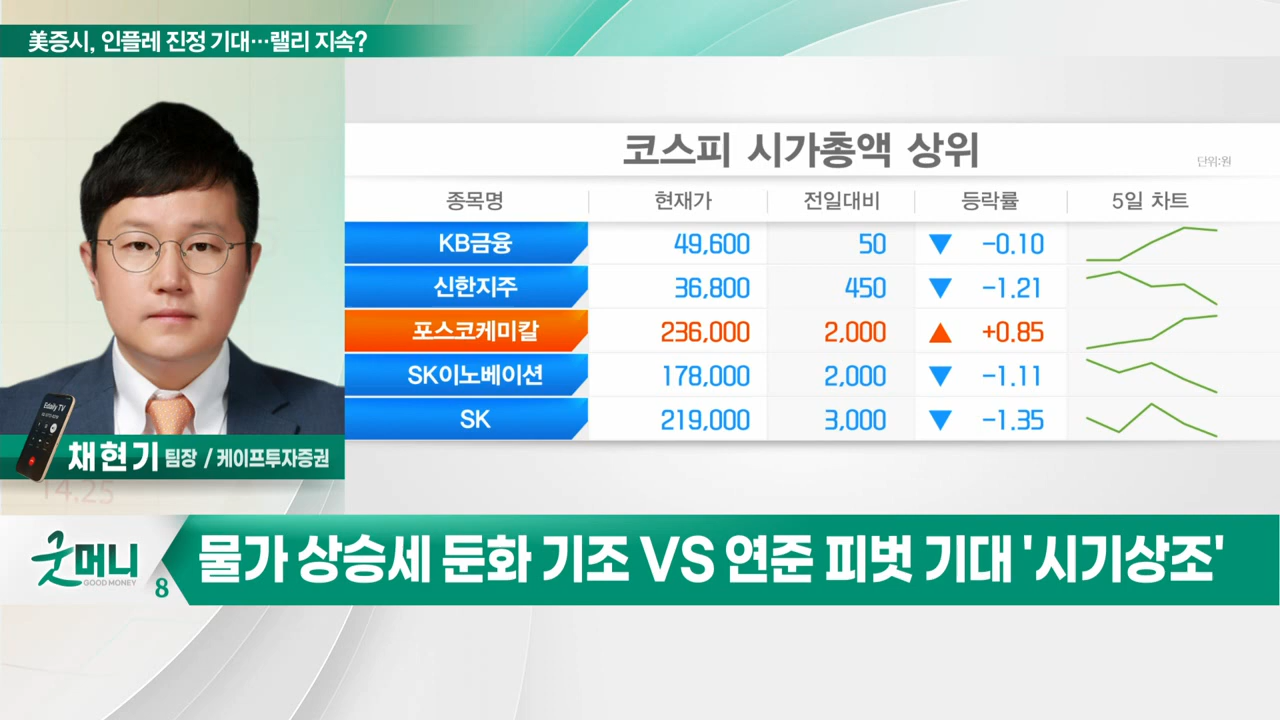 美증시, 인플레 진정 기대…랠리 지속?
코스피 시가총액 상위
단위:원
종목명 현재가 전일대비 등락률 5일 차트
KB금융 49,600 50 ▼ -0.10
신한지주 36,800 450 ▼ -1.21
포스코케미칼 236,000 2,000 ▲ +0.85
SK이노베이션 178,000 2,000 ▼ -1.11
SK 219,000 3,000 ▼ -1.35
Edaily TV
채현기 팀장 / 케이프투자증권
14.25
굿머니
GOOD MONEY
8
물가 상승세 둔화 기조 VS 연준 피벗 기대 '시기상조'